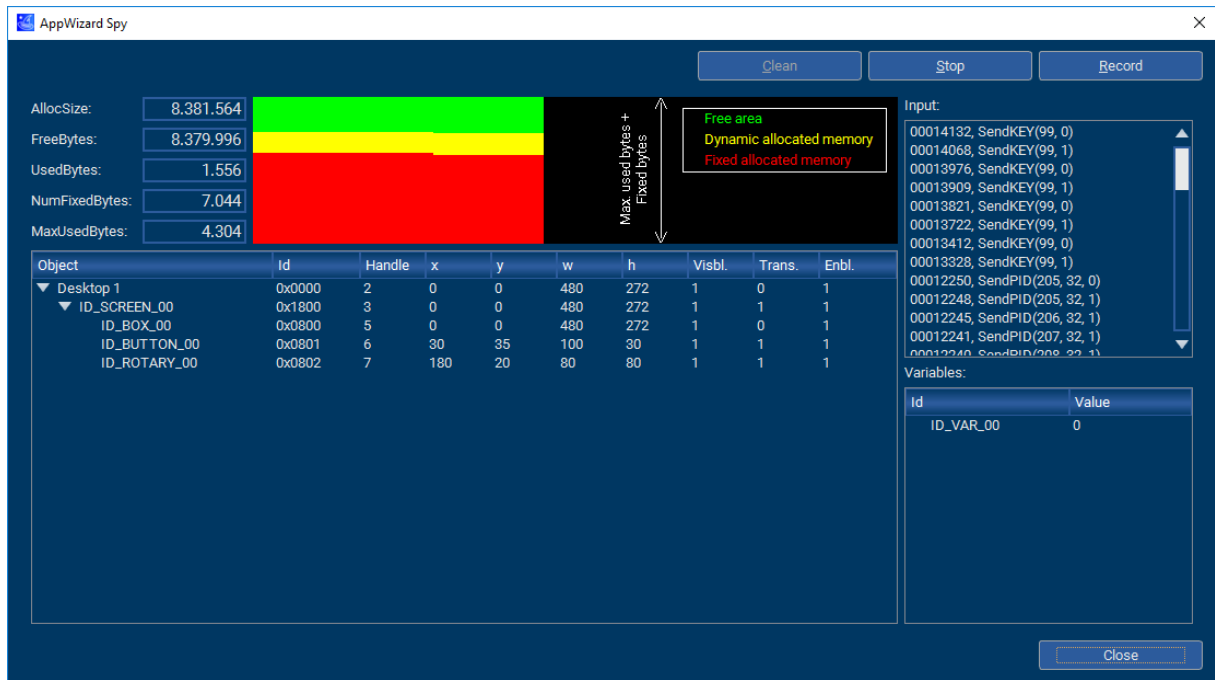 AppWizard Spy
Clean Stop Record
AllocSize: 8.381.564
FreeBytes: 8.379.996
UsedBytes: 1.556
NumFixedBytes: 7.044
MaxUsedBytes: 4.304
Max. used bytes +
Fixed bytes
Free area
Dynamic allocated memory
Fixed allocated memory
Input:
00014132, SendKEY(99, 0)
00014068, SendKEY(99, 1)
00013976, SendKEY(99, 0)
00013909, SendKEY(99, 1)
00013821, SendKEY(99, 0)
00013722, SendKEY(99, 1)
00013412, SendKEY(99, 0)
00013328, SendKEY(99, 1)
00012250, SendPID(205, 32, 0)
00012248, SendPID(205, 32, 1)
00012245, SendPID(206, 32, 1)
00012241, SendPID(207, 32, 1)
00012240, SendPID(208, 32, 1)
Object Id Handle x y w h Visbl. Trans. Enbl.
Desktop 1 0x0000 2 0 0 480 272 1 0 1
ID_SCREEN_00 0x1800 3 0 0 480 272 1 1 1
ID_BOX_00 0x0800 5 0 0 480 272 1 0 1
ID_BUTTON_00 0x0801 6 30 35 100 30 1 1 1
ID_ROTARY_00 0x0802 7 180 20 80 80 1 1 1
Variables:
Id Value
ID_VAR_00 0
Close